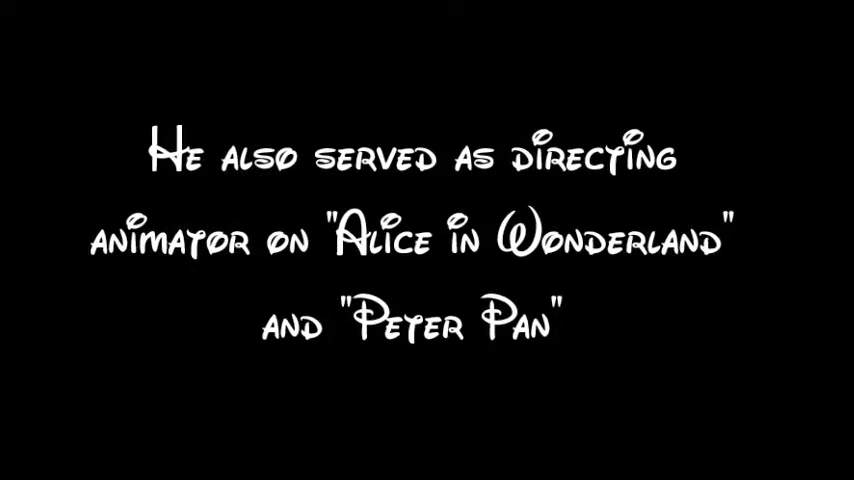 He also served as directing
animator on "Alice in Wonderland"
and "Peter Pan"